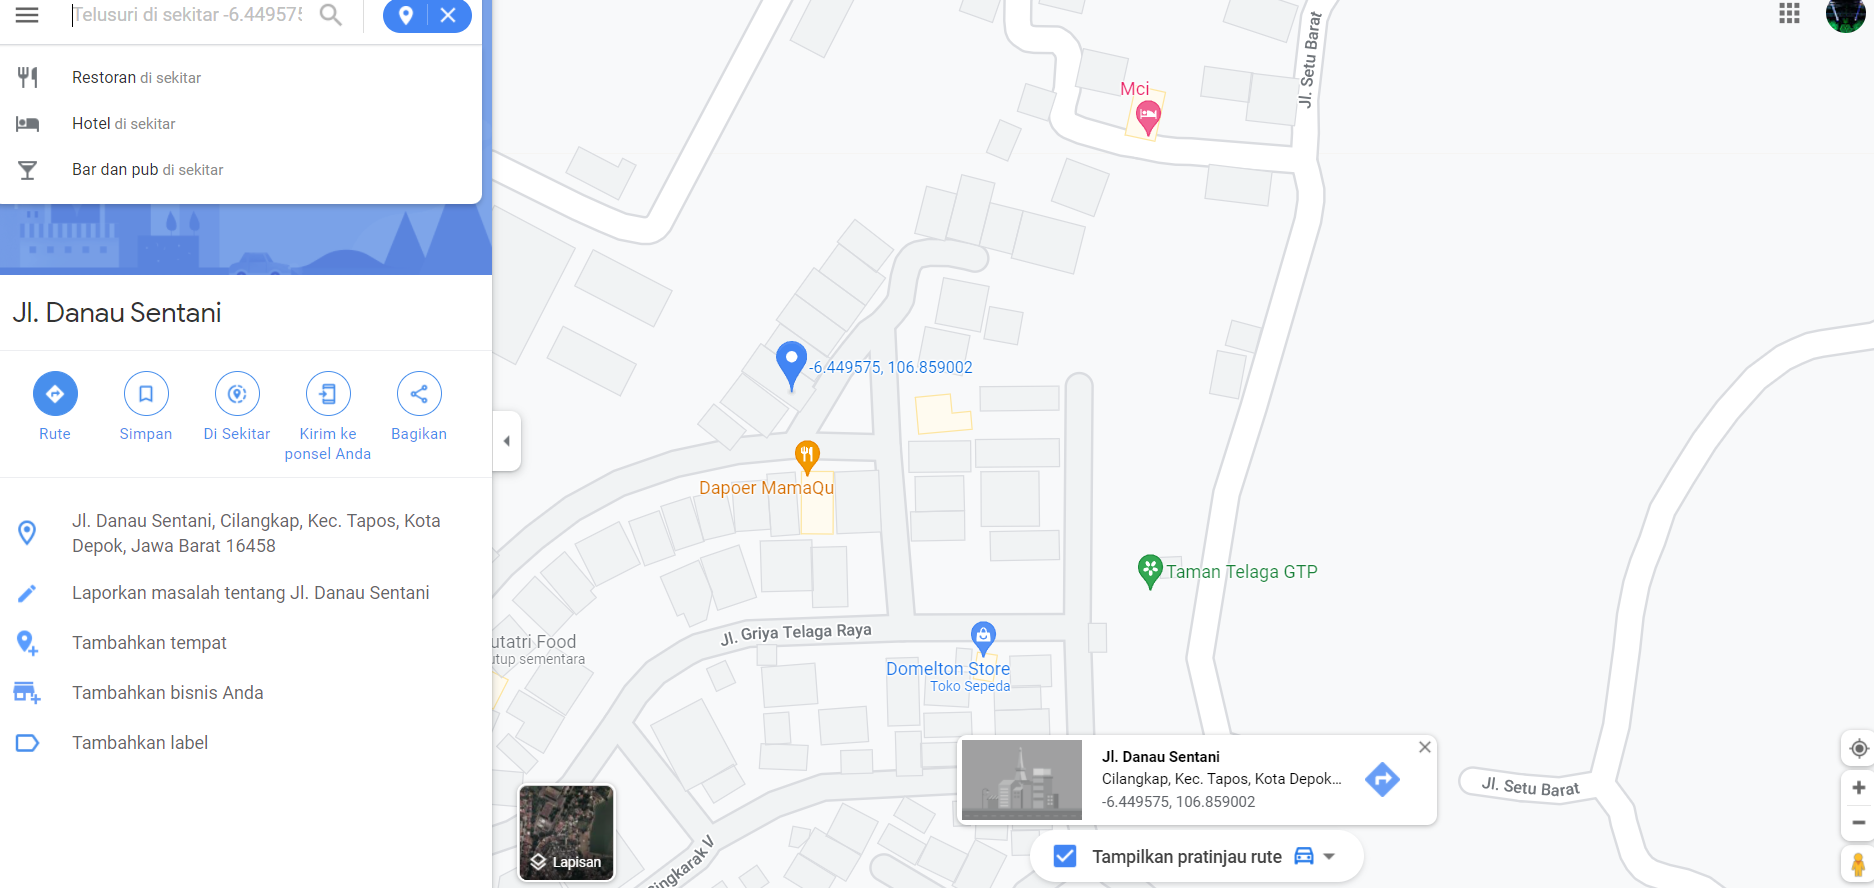 Telusuri di sekitar -6.449575
Restoran di sekitar
Hotel di sekitar
Bar dan pub di sekitar
Jl. Danau Sentani
Rute
Simpan
Di Sekitar
Kirim ke
ponsel Anda
Bagikan
Jl. Danau Sentani, Cilangkap, Kec. Tapos, Kota
Depok, Jawa Barat 16458
Laporkan masalah tentang Jl. Danau Sentani
Tambahkan tempat
Tambahkan bisnis Anda
Tambahkan label
Jl. Setu Barat
Mci
-6.449575, 106.859002
Dapoer MamaQu
Taman Telaga GTP
Jl. Griya Telaga Raya
utatri Food
utup sementara
Domelton Store
Toko Sepeda
Jl. Danau Sentani
Cilangkap, Kec. Tapos, Kota Depok...
-6.449575, 106.859002
Jl. Setu Barat
Lapisan
Singkarak V
Tampilkan pratinjau rute